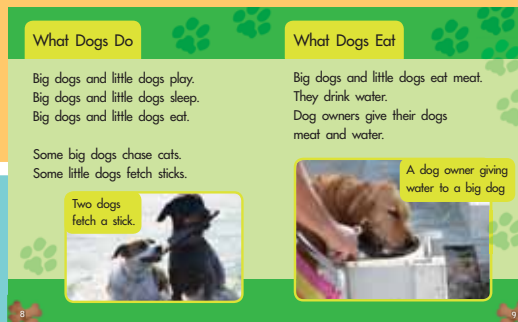 What Dogs Do
Big dogs and little dogs play.
Big dogs and little dogs sleep.
Big dogs and little dogs eat.
Some big dogs chase cats.
Some little dogs fetch sticks.
Two dogs
fetch a stick.
8
What Dogs Eat
Big dogs and little dogs eat meat.
They drink water.
Dog owners give their dogs
meat and water.
A dog owner giving
water to a big dog
9